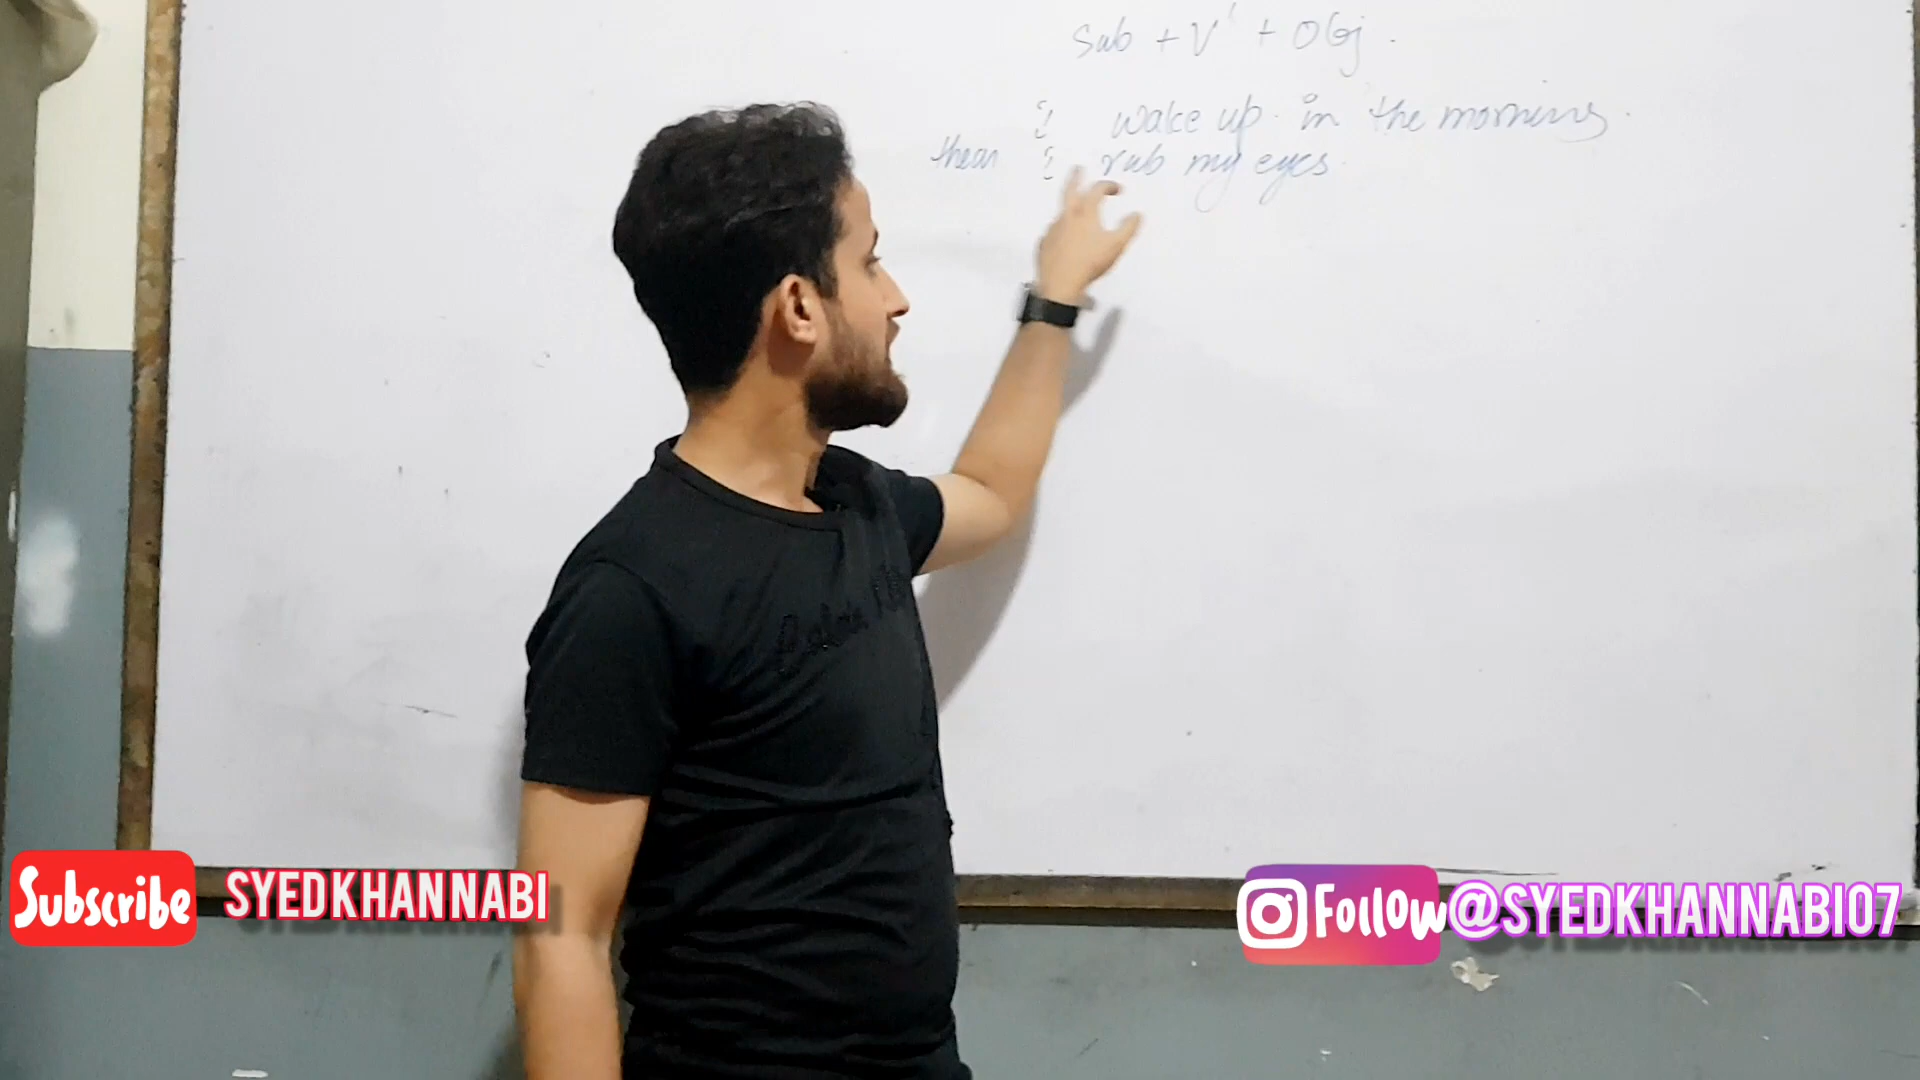 Sub + V¹ + Obj.
i wake up in the morning.
then i rub my eyes.
Subscribe SYEDKHANNABI
Follow @SYEDKHANNABI07